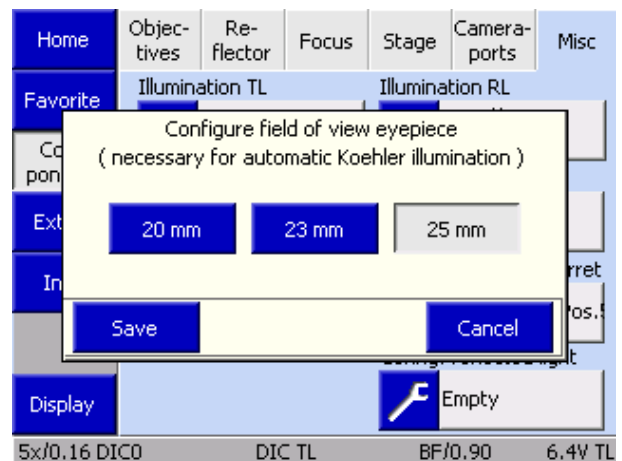 Home
Objec-
tives
Re-
flector
Focus
Stage
Camera-
ports
Misc
Favorite
Illumination TL
Illumination RL
Configure field of view eyepiece
( necessary for automatic Koehler illumination )
20 mm
23 mm
25 mm
Save
Cancel
Display
Empty
5x/0.16 DIC0
DIC TL
BF/0.90
6.4V TL